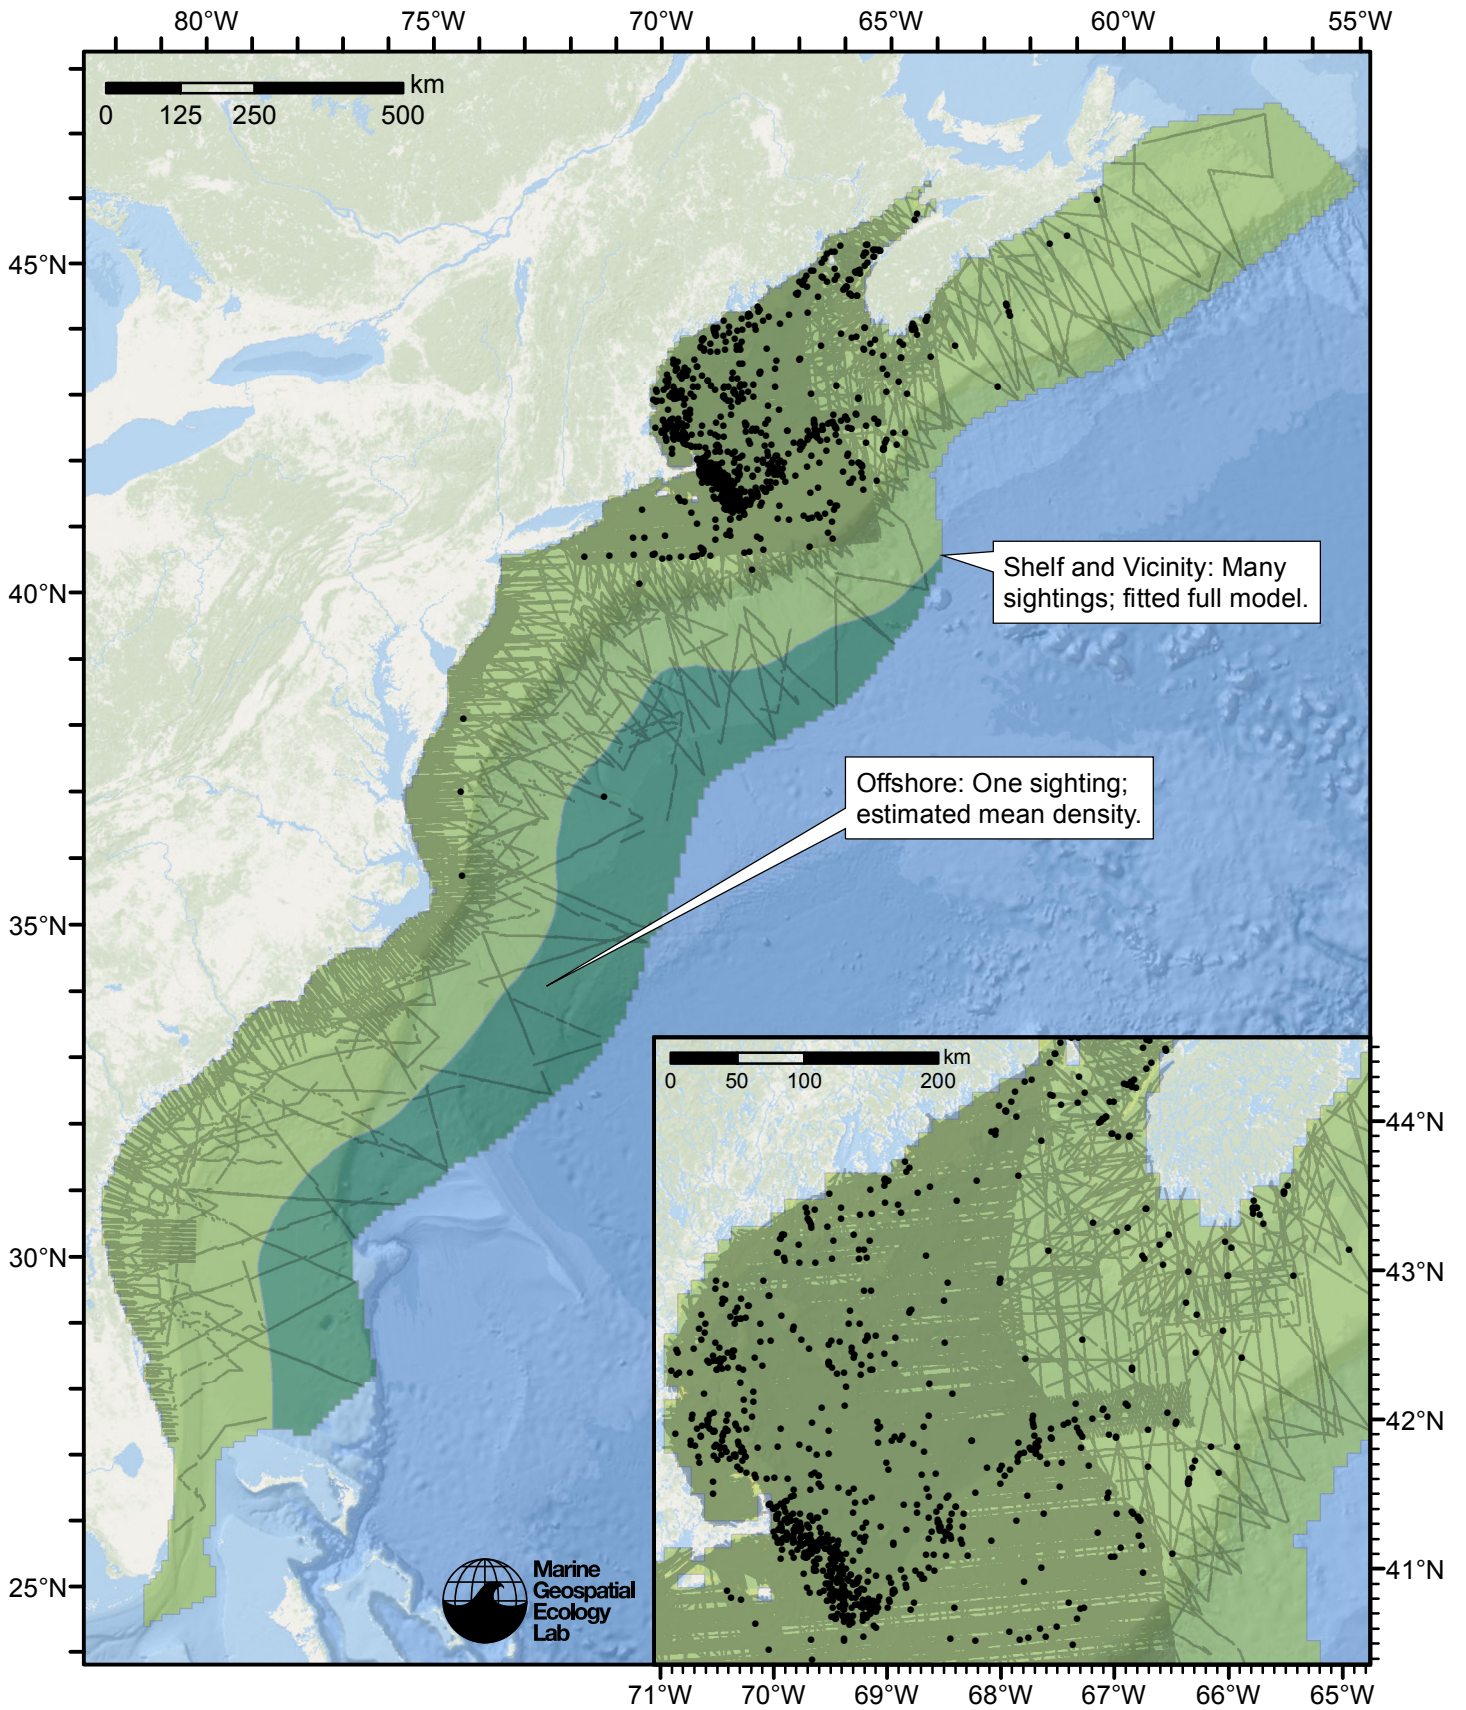 80°W 75°W 70°W 65°W 60°W 55°W
km
0 125 250 500
45°N
40°N
35°N
30°N
25°N
Shelf and Vicinity: Many
sightings; fitted full model.
Offshore: One sighting;
estimated mean density.
km
0 50 100 200
44°N
43°N
42°N
41°N
Marine
Geospatial
Ecology
Lab
71°W 70°W 69°W 68°W 67°W 66°W 65°W